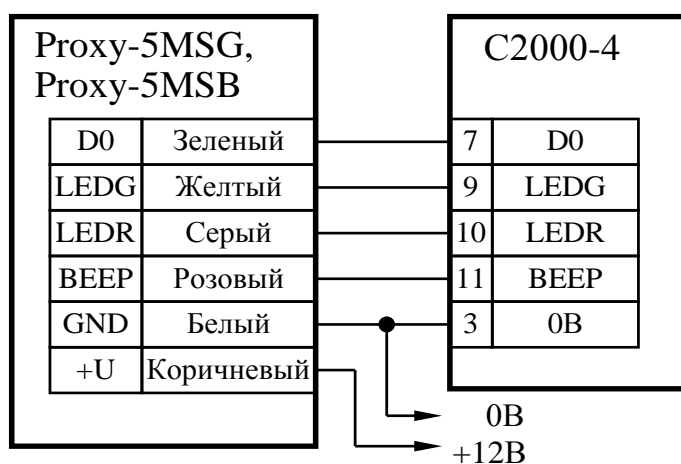 Proxy-5MSG,
Proxy-5MSB
C2000-4
D0 Зеленый 7 D0
LEDG Желтый 9 LEDG
LEDR Серый 10 LEDR
BEEP Розовый 11 BEEP
GND Белый 3 0В
+U Коричневый
0В
+12В